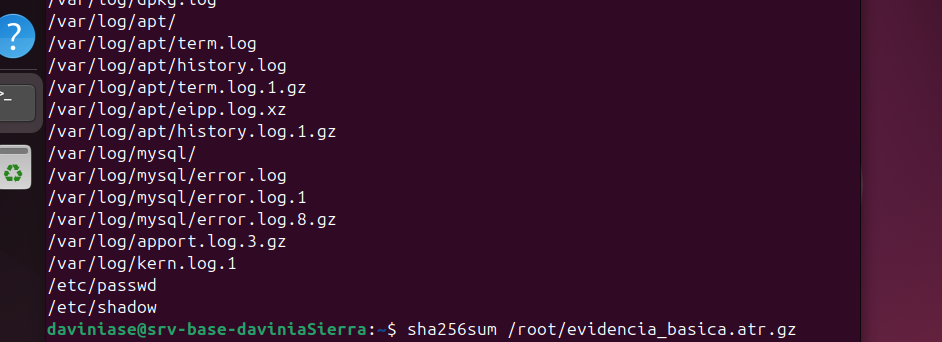 /var/log/dpkg.log
/var/log/apt/
/var/log/apt/term.log
/var/log/apt/history.log
/var/log/apt/term.log.1.gz
/var/log/apt/eipp.log.xz
/var/log/apt/history.log.1.gz
/var/log/mysql/
/var/log/mysql/error.log
/var/log/mysql/error.log.1
/var/log/mysql/error.log.8.gz
/var/log/apport.log.3.gz
/var/log/kern.log.1
/etc/passwd
/etc/shadow
daviniase@srv-base-daviniaSierra:~$ sha256sum /root/evidencia_basica.atr.gz